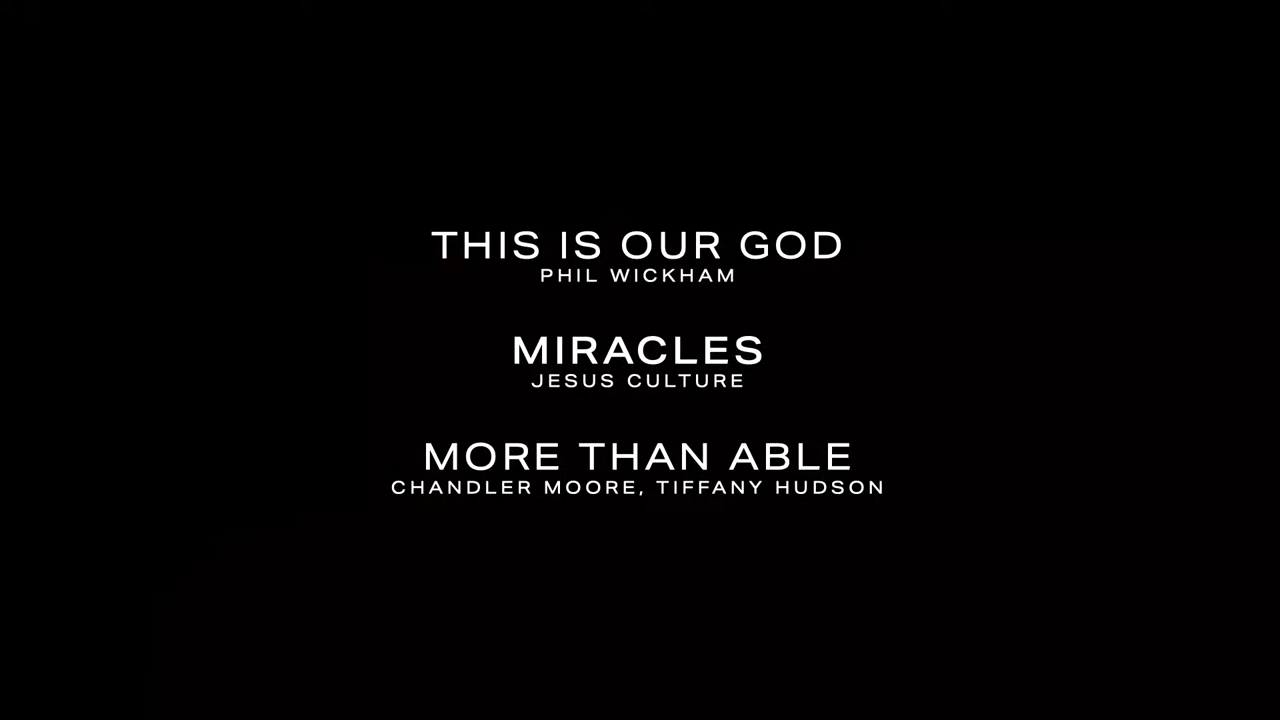 THIS IS OUR GOD
PHIL WICKHAM
MIRACLES
JESUS CULTURE
MORE THAN ABLE
CHANDLER MOORE, TIFFANY HUDSON